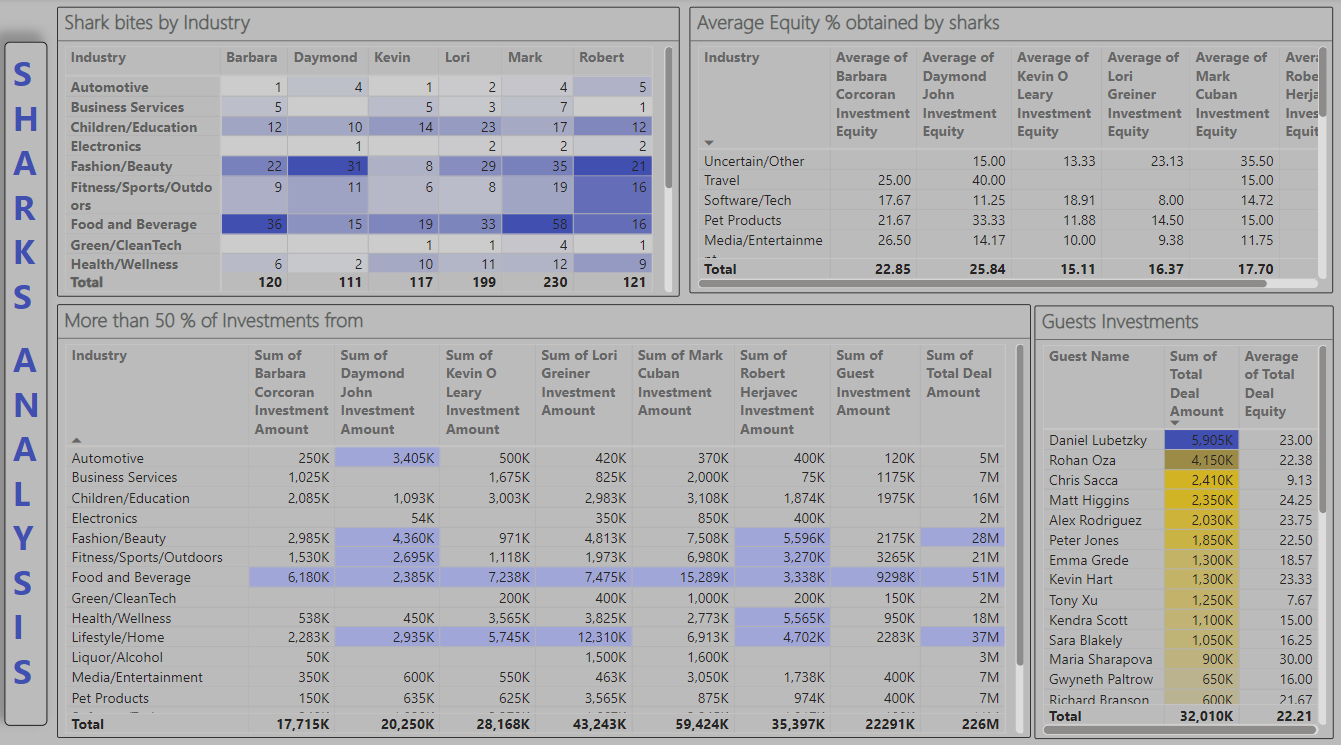 SHARKS ANALYSIS
Shark bites by Industry
Industry Barbara Daymond Kevin Lori Mark Robert
Automotive 1 4 1 2 4 5
Business Services 5 5 3 7 1
Children/Education 12 10 14 23 17 12
Electronics 1 2 2 2
Fashion/Beauty 22 31 8 29 35 21
Fitness/Sports/Outdo 9 11 6 8 19 16
ors
Food and Beverage 36 15 19 33 58 16
Green/CleanTech 1 1 4 1
Health/Wellness 6 2 10 11 12 9
Total 120 111 117 199 230 121
Average Equity % obtained by sharks
Industry Average of Average of Average of Average of Average of Avera
Barbara Daymond Kevin O Lori Mark Robe
Corcoran John Leary Greiner Cuban Herja
Investment Investment Investment Investment Investment Inves
Equity Equity Equity Equity Equity Equit
Uncertain/Other 15.00 13.33 23.13 35.50
Travel 25.00 40.00 15.00
Software/Tech 17.67 11.25 18.91 8.00 14.72
Pet Products 21.67 33.33 11.88 14.50 15.00
Media/Entertainme 26.50 14.17 10.00 9.38 11.75
Total 22.85 25.84 15.11 16.37 17.70
More than 50 % of Investments from
Industry Sum of Sum of Sum of Sum of Lori Sum of Mark Sum of Sum of Sum of
Barbara Daymond Kevin O Greiner Cuban Robert Guest Total Deal
Corcoran John Leary Investment Investment Herjavec Investment Amount
Investment Investment Investment Amount Amount Investment Amount
Amount Amount Amount Amount
Automotive 250K 3,405K 500K 420K 370K 400K 120K 5M
Business Services 1,025K 1,675K 825K 2,000K 75K 1175K 7M
Children/Education 2,085K 1,093K 3,003K 2,983K 3,108K 1,874K 1975K 16M
Electronics 54K 350K 850K 400K 2M
Fashion/Beauty 2,985K 4,360K 971K 4,813K 7,508K 5,596K 2175K 28M
Fitness/Sports/Outdoors 1,530K 2,695K 1,118K 1,973K 6,980K 3,270K 3265K 21M
Food and Beverage 6,180K 2,385K 7,238K 7,475K 15,289K 3,338K 9298K 51M
Green/CleanTech 200K 400K 1,000K 200K 150K 2M
Health/Wellness 538K 450K 3,565K 3,825K 2,773K 5,565K 950K 18M
Lifestyle/Home 2,283K 2,935K 5,745K 12,310K 6,913K 4,702K 2283K 37M
Liquor/Alcohol 50K 1,500K 1,600K 3M
Media/Entertainment 350K 600K 550K 463K 3,050K 1,738K 400K 7M
Pet Products 150K 635K 625K 3,565K 875K 974K 400K 7M
Total 17,715K 20,250K 28,168K 43,243K 59,424K 35,397K 22291K 226M
Guests Investments
Guest Name Sum of Average
Total of Total
Deal Deal
Amount Equity
Daniel Lubetzky 5,905K 23.00
Rohan Oza 4,150K 22.38
Chris Sacca 2,410K 9.13
Matt Higgins 2,350K 24.25
Alex Rodriguez 2,030K 23.75
Peter Jones 1,850K 22.50
Emma Grede 1,300K 18.57
Kevin Hart 1,300K 23.33
Tony Xu 1,250K 7.67
Kendra Scott 1,100K 15.00
Sara Blakely 1,050K 16.25
Maria Sharapova 900K 30.00
Gwyneth Paltrow 650K 16.00
Richard Branson 600K 21.67
Total 32,010K 22.21